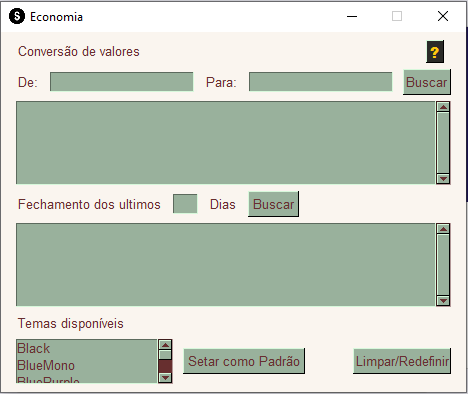 S Economia
Conversão de valores ?
De: Para: Buscar
Fechamento dos ultimos Dias Buscar
Temas disponíveis
Black
BlueMono
BluePurple
Setar como Padrão
Limpar/Redefinir